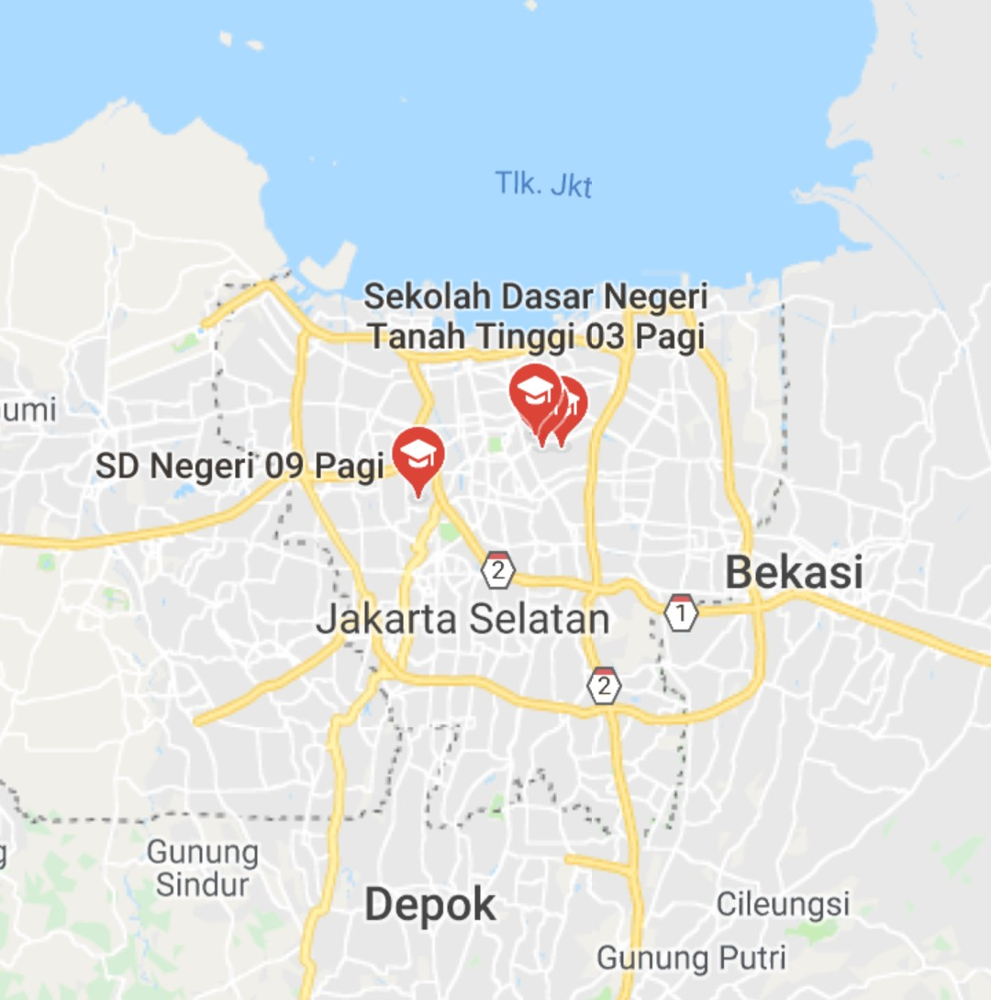 Tlk. Jkt
Sekolah Dasar Negeri
Tanah Tinggi 03 Pagi
umi
SD Negeri 09 Pagi
2
Bekasi
1
Jakarta Selatan
2
g
Gunung
Sindur
Depok
Cileungsi
Gunung Putri